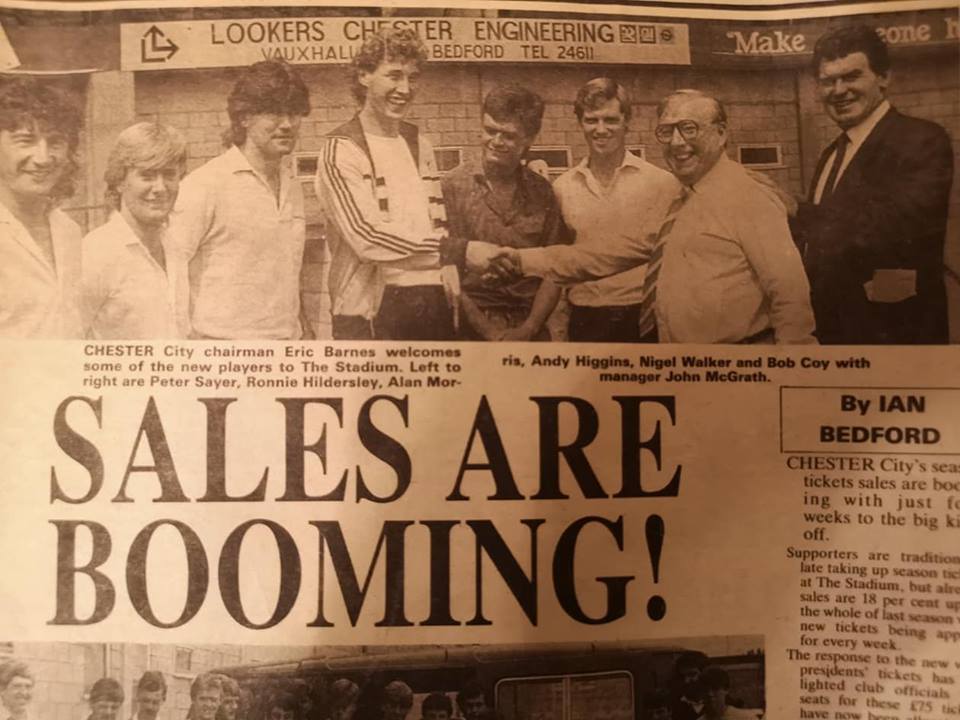 LOOKERS CHESTER ENGINEERING
VAUXHALL BEDFORD TEL 24611
"Make
CHESTER City chairman Eric Barnes welcomes
some of the new players to The Stadium. Left to
right are Peter Sayer, Ronnie Hildersley, Alan Mor-
ris, Andy Higgins, Nigel Walker and Bob Coy with
manager John McGrath.
SALES ARE
BOOMING!
By IAN
BEDFORD
CHESTER City's sea
tickets sales are boo
ing with just fo
weeks to the big ki
off.
Supporters are tradition
late taking up season tic
at The Stadium, but alre
sales are 18 per cent up
the whole of last season
new tickets being app
for every week.
The response to the new v
presidents' tickets has
lighted club officials
seats for these £75 tick
have now